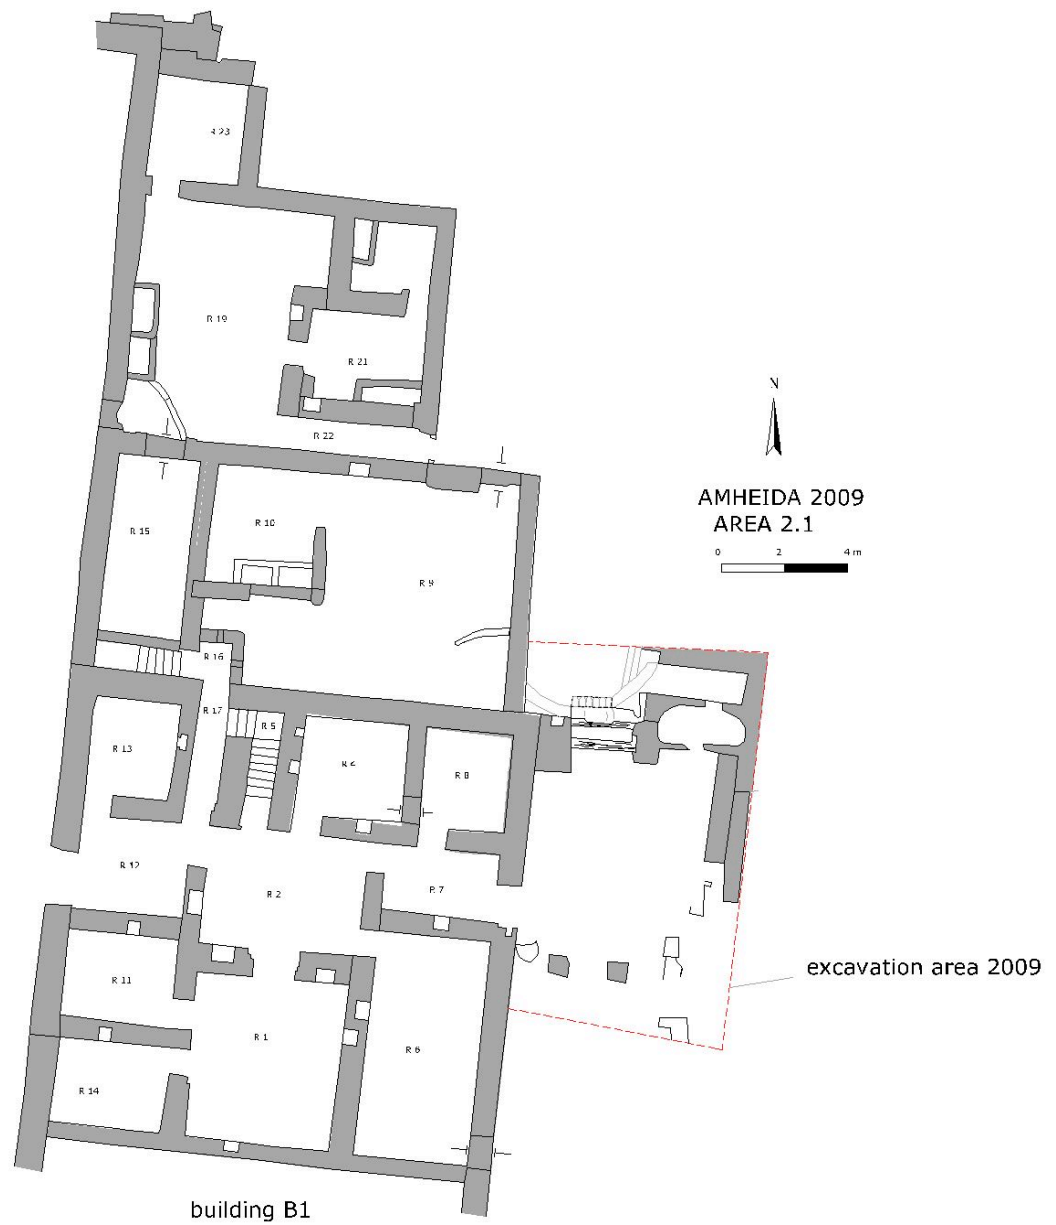 R 23
R 19
R 21
R 22
N
AMHEIDA 2009
AREA 2.1
0 2 4 m
R 15
R 10
R 9
R 16
R 17
R 5
R 13
R 4
R 8
R 12
R 2
R 7
excavation area 2009
R 11
R 1
R 6
R 14
building B1